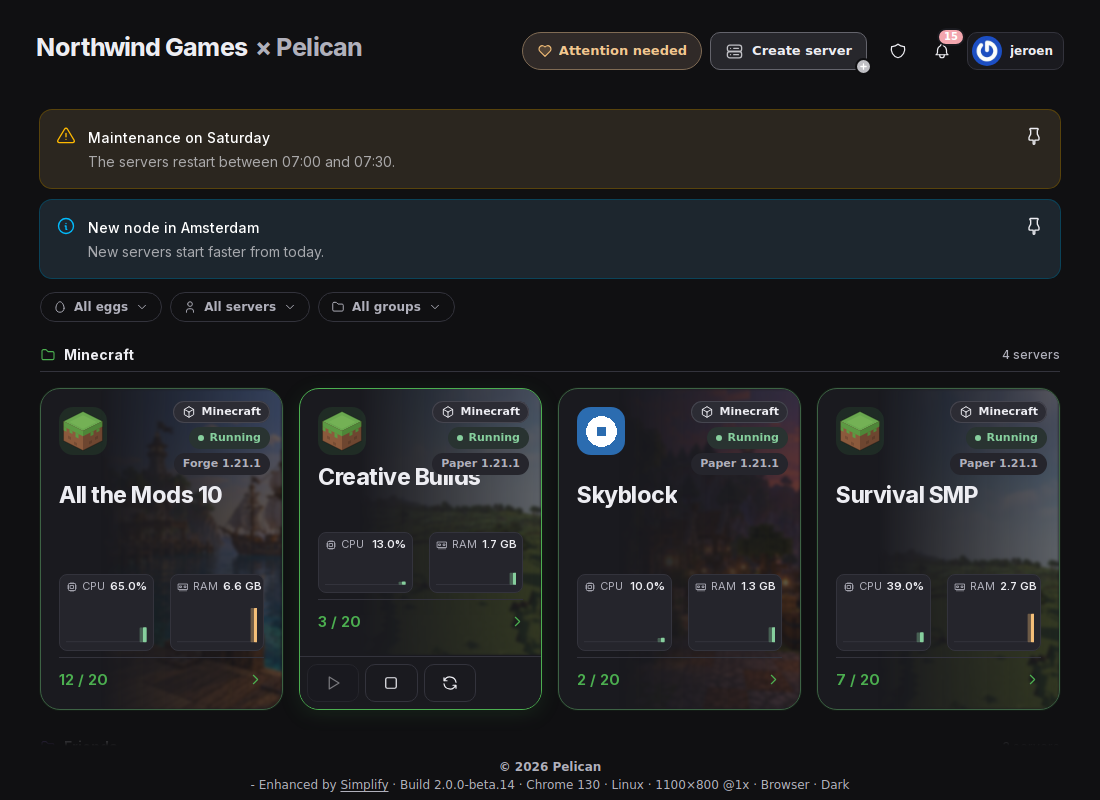 Northwind Games × Pelican
Attention needed
Create server
15
jeroen
Maintenance on Saturday
The servers restart between 07:00 and 07:30.
New node in Amsterdam
New servers start faster from today.
All eggs
All servers
All groups
Minecraft
4 servers
Minecraft
Running
Forge 1.21.1
All the Mods 10
CPU 65.0%
RAM 6.6 GB
12 / 20
Minecraft
Running
Paper 1.21.1
Creative Builds
CPU 13.0%
RAM 1.7 GB
3 / 20
Minecraft
Running
Paper 1.21.1
Skyblock
CPU 10.0%
RAM 1.3 GB
2 / 20
Minecraft
Running
Paper 1.21.1
Survival SMP
CPU 39.0%
RAM 2.7 GB
7 / 20
Friends
© 2026 Pelican
- Enhanced by Simplify · Build 2.0.0-beta.14 · Chrome 130 · Linux · 1100×800 @1x · Browser · Dark